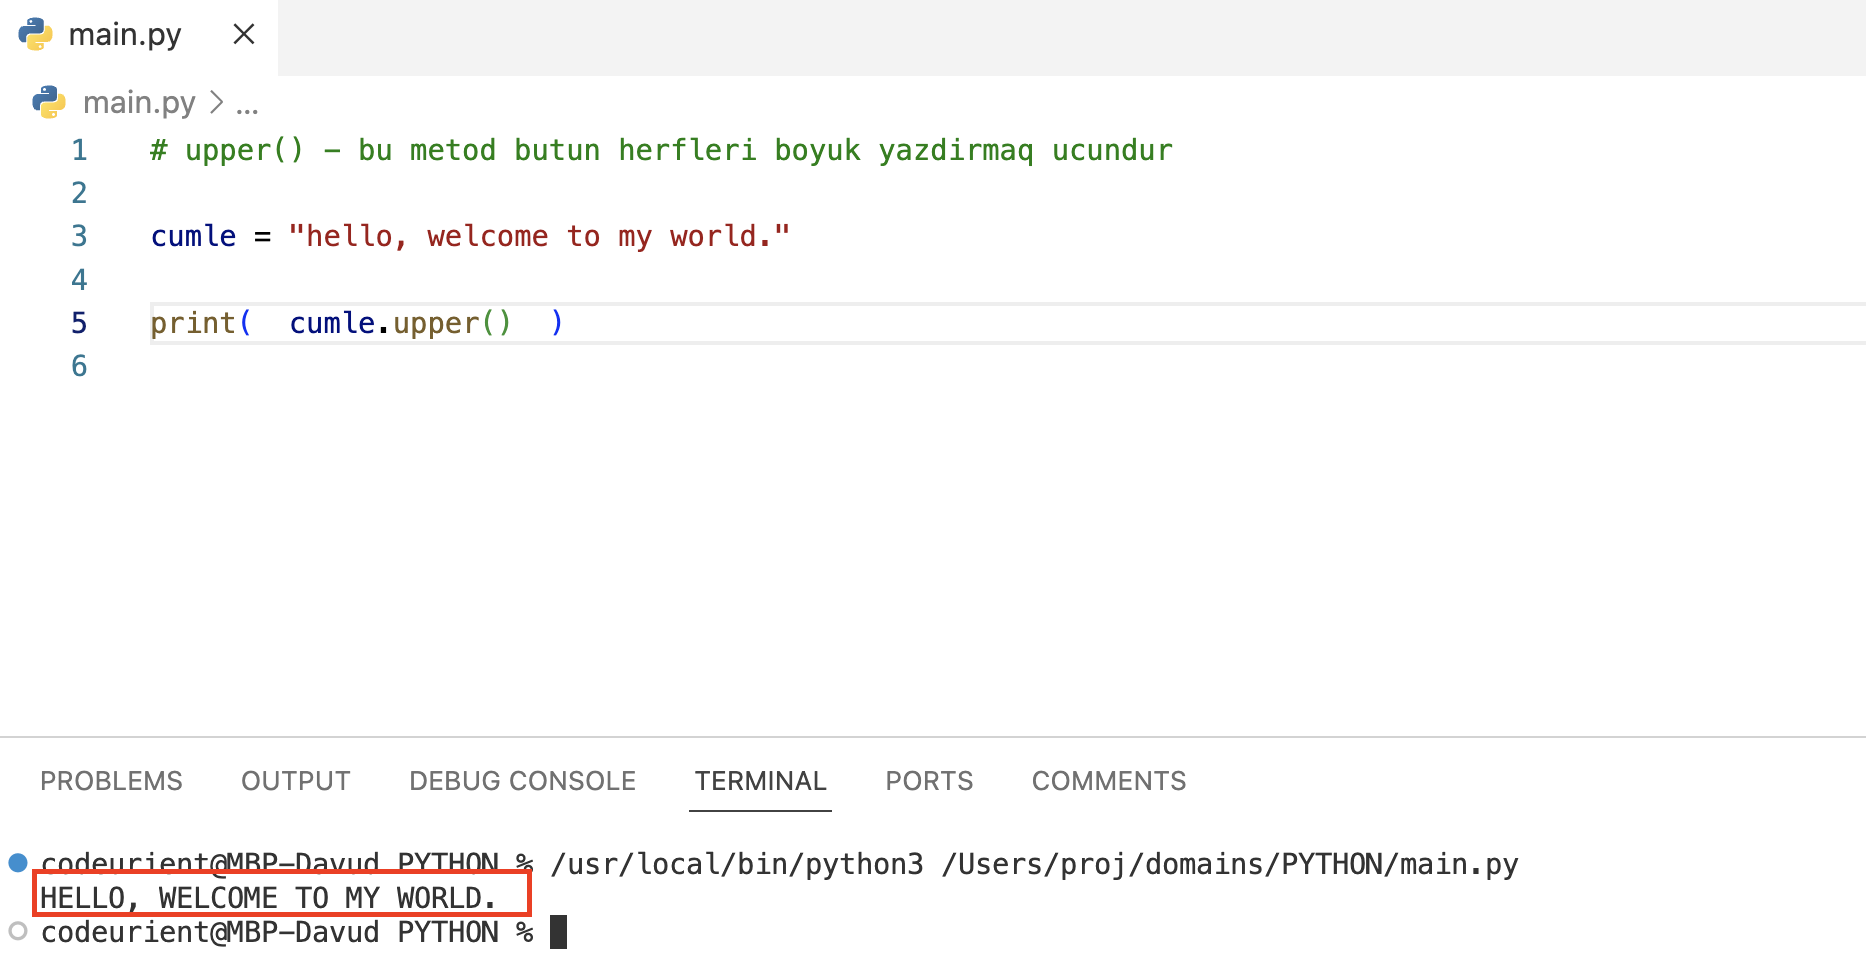 main.py
main.py > ...
1 # upper() - bu metod butun herfleri boyuk yazdirmaq ucundur
2
3 cumle = "hello, welcome to my world."
4
5 print(  cumle.upper()  )
6
PROBLEMS OUTPUT DEBUG CONSOLE TERMINAL PORTS COMMENTS
codeurient@MBP-Davud PYTHON % /usr/local/bin/python3 /Users/proj/domains/PYTHON/main.py
HELLO, WELCOME TO MY WORLD.
codeurient@MBP-Davud PYTHON %